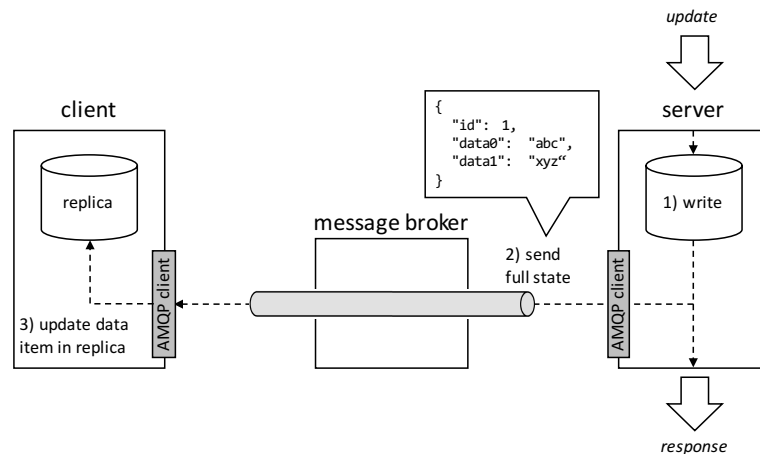 update
client
server
{
"id": 1,
"data0": "abc",
"data1": "xyz“
}
replica
1) write
message broker
2) send
full state
AMQP client
AMQP client
3) update data
item in replica
response